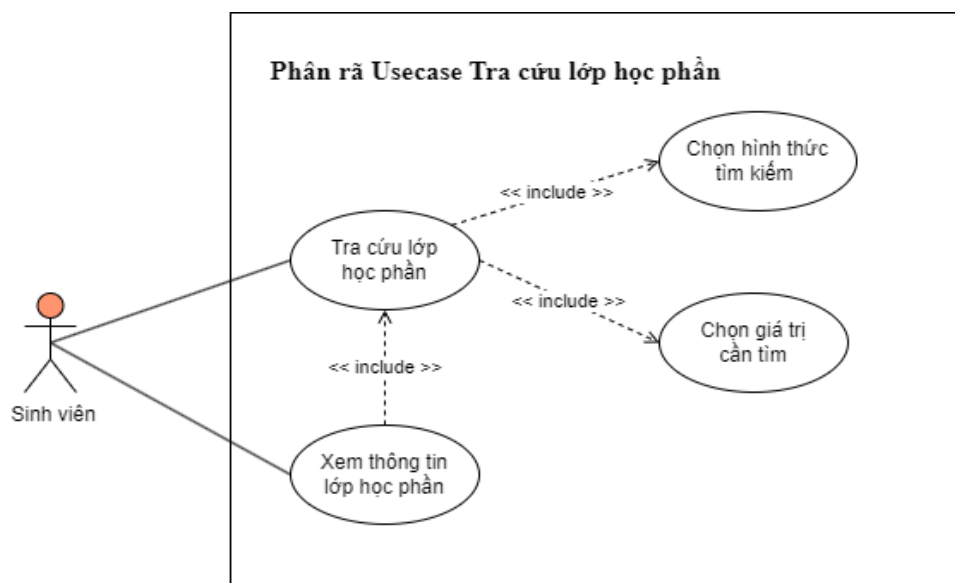 Phân rã Usecase Tra cứu lớp học phần
Chọn hình thức
tìm kiếm
<< include >>
Tra cứu lớp
học phần
<< include >>
Chọn giá trị
cần tìm
<< include >>
Sinh viên
Xem thông tin
lớp học phần